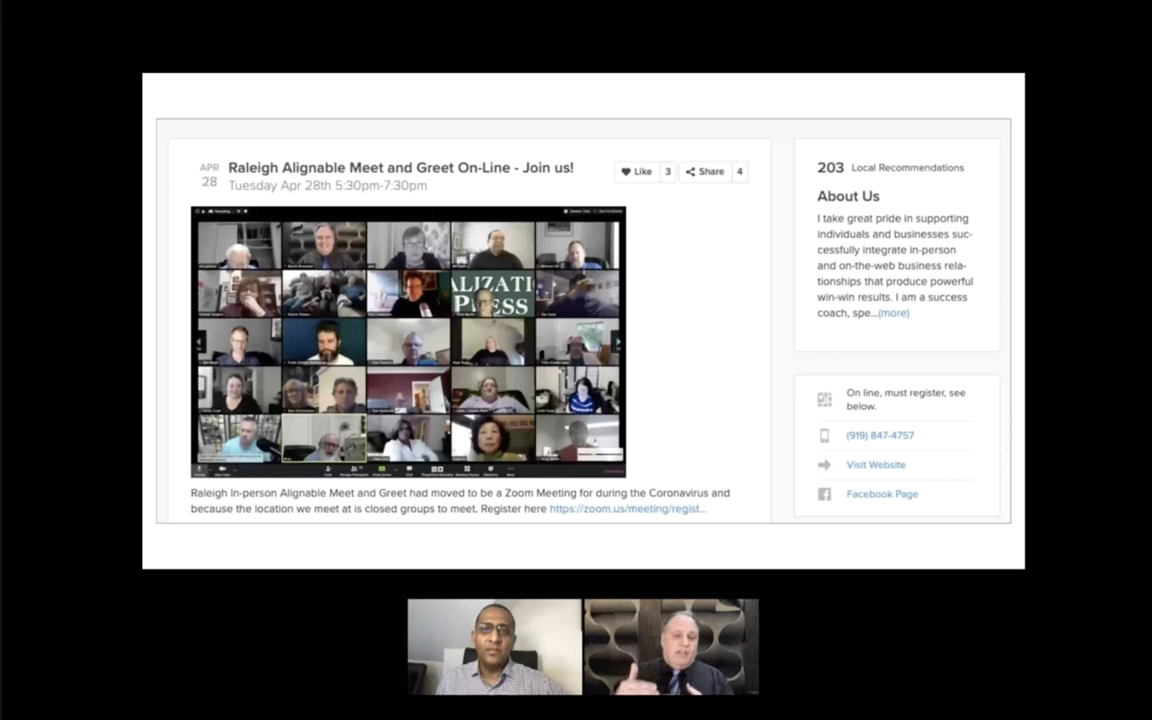 APR
28
Raleigh Alignable Meet and Greet On-Line - Join us!
Tuesday Apr 28th 5:30pm-7:30pm
Like 3
Share 4
ALIZATI
PRESS
Raleigh In-person Alignable Meet and Greet had moved to be a Zoom Meeting for during the Coronavirus and
because the location we meet at is closed groups to meet. Register here https://zoom.us/meeting/regist...
203 Local Recommendations
About Us
I take great pride in supporting
individuals and businesses suc-
cessfully integrate in-person
and on-the-web business rela-
tionships that produce powerful
win-win results. I am a success
coach, spe...(more)
On line, must register, see
below.
(919) 847-4757
Visit Website
Facebook Page